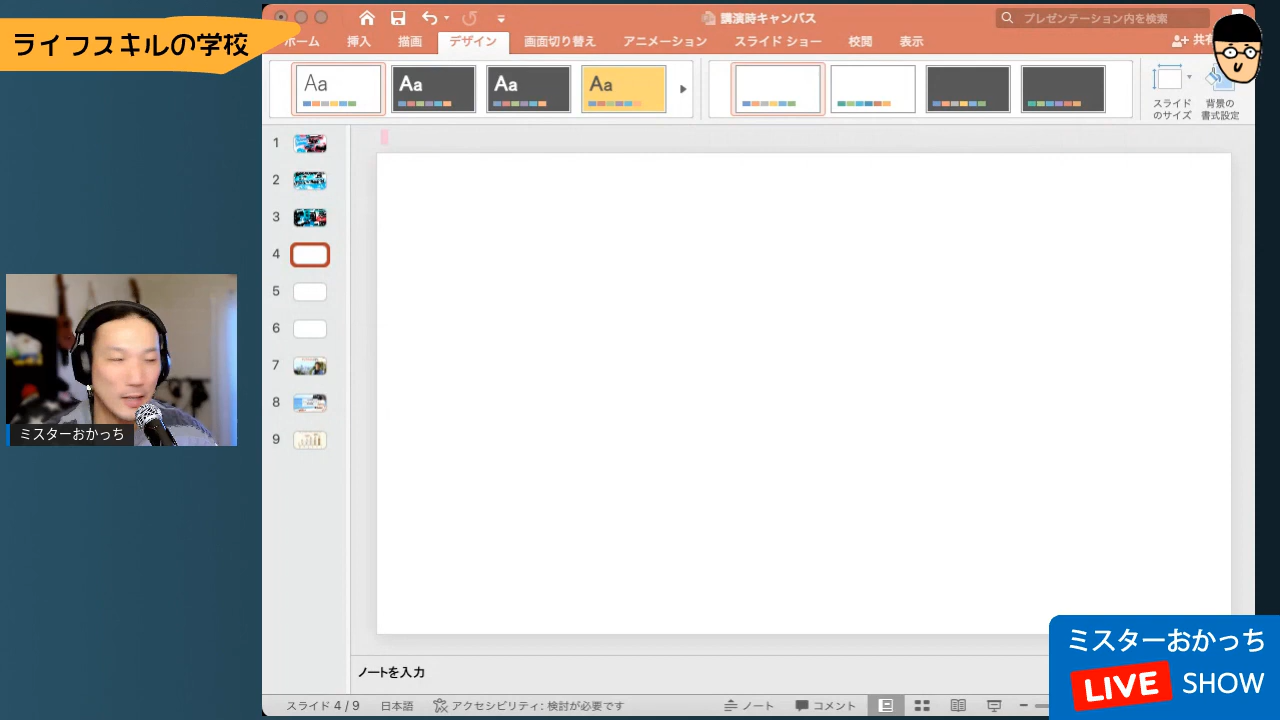 ライフスキルの学校
講演時キャンバス
プレゼンテーション内を検索
ホーム
挿入
描画
デザイン
画面切り替え
アニメーション
スライド ショー
校閲
表示
Aa
Aa
Aa
Aa
スライド
のサイズ
背景の
書式設定
1
2
3
4
5
6
7
8
9
ミスターおかっち
ノートを入力
スライド 4 / 9
日本語
アクセシビリティ: 検討が必要です
ノート
コメント
ミスターおかっち
LIVE SHOW